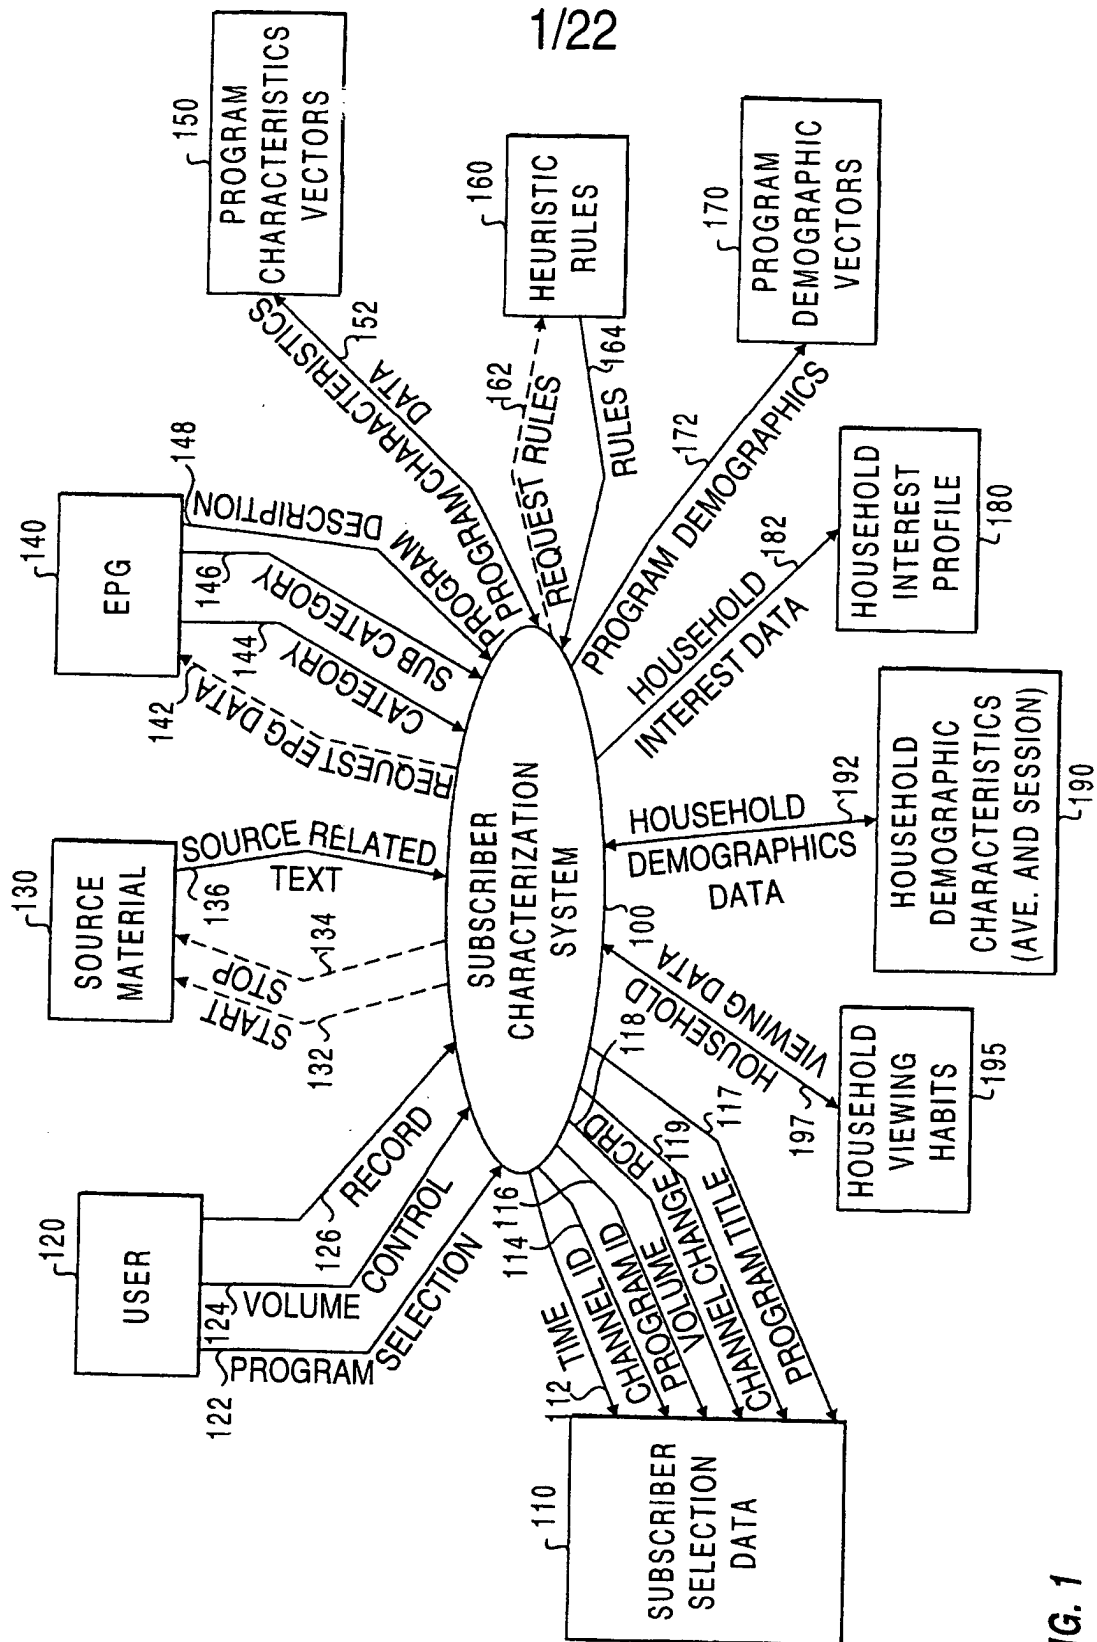 1/22
150
PROGRAM
CHARACTERISTICS
VECTORS
PROGRAM CHARACTERISTICS
DATA
152
160
HEURISTIC
RULES
REQUEST RULES
162
RULES
164
170
PROGRAM
DEMOGRAPHIC
VECTORS
PROGRAM DEMOGRAPHICS
172
140
EPG
REQUEST EPG DATA
142
CATEGORY
144
SUB CATEGORY
146
PROGRAM
DESCRIPTION
148
HOUSEHOLD
INTEREST
PROFILE
180
HOUSEHOLD
INTEREST DATA
182
130
SOURCE
MATERIAL
START
132
STOP
134
SOURCE RELATED
TEXT
136
SUBSCRIBER
CHARACTERIZATION
SYSTEM
100
HOUSEHOLD
DEMOGRAPHICS
DATA
192
HOUSEHOLD
DEMOGRAPHIC
CHARACTERISTICS
(AVE. AND SESSION)
190
HOUSEHOLD
VIEWING DATA
197
HOUSEHOLD
VIEWING
HABITS
195
120
USER
PROGRAM
SELECTION
122
VOLUME
CONTROL
124
RECORD
126
TIME
112
CHANNEL ID
114
PROGRAM ID
116
VOLUME
CHANGE
119
RCRD
118
CHANNEL CHANGE
PROGRAM TITLE
117
110
SUBSCRIBER
SELECTION
DATA